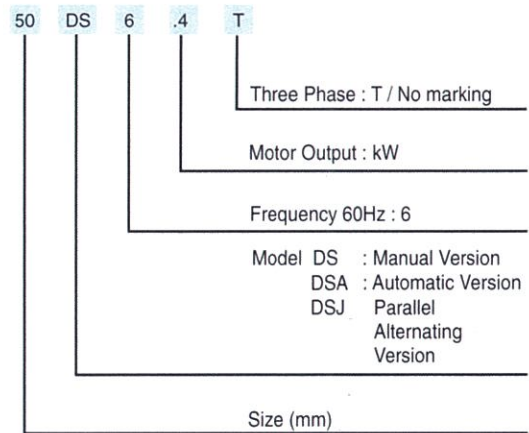 50 DS 6 .4 T
Three Phase : T / No marking
Motor Output : kW
Frequency 60Hz : 6
Model DS : Manual Version
DSA : Automatic Version
DSJ Parallel
Alternating
Version
Size (mm)